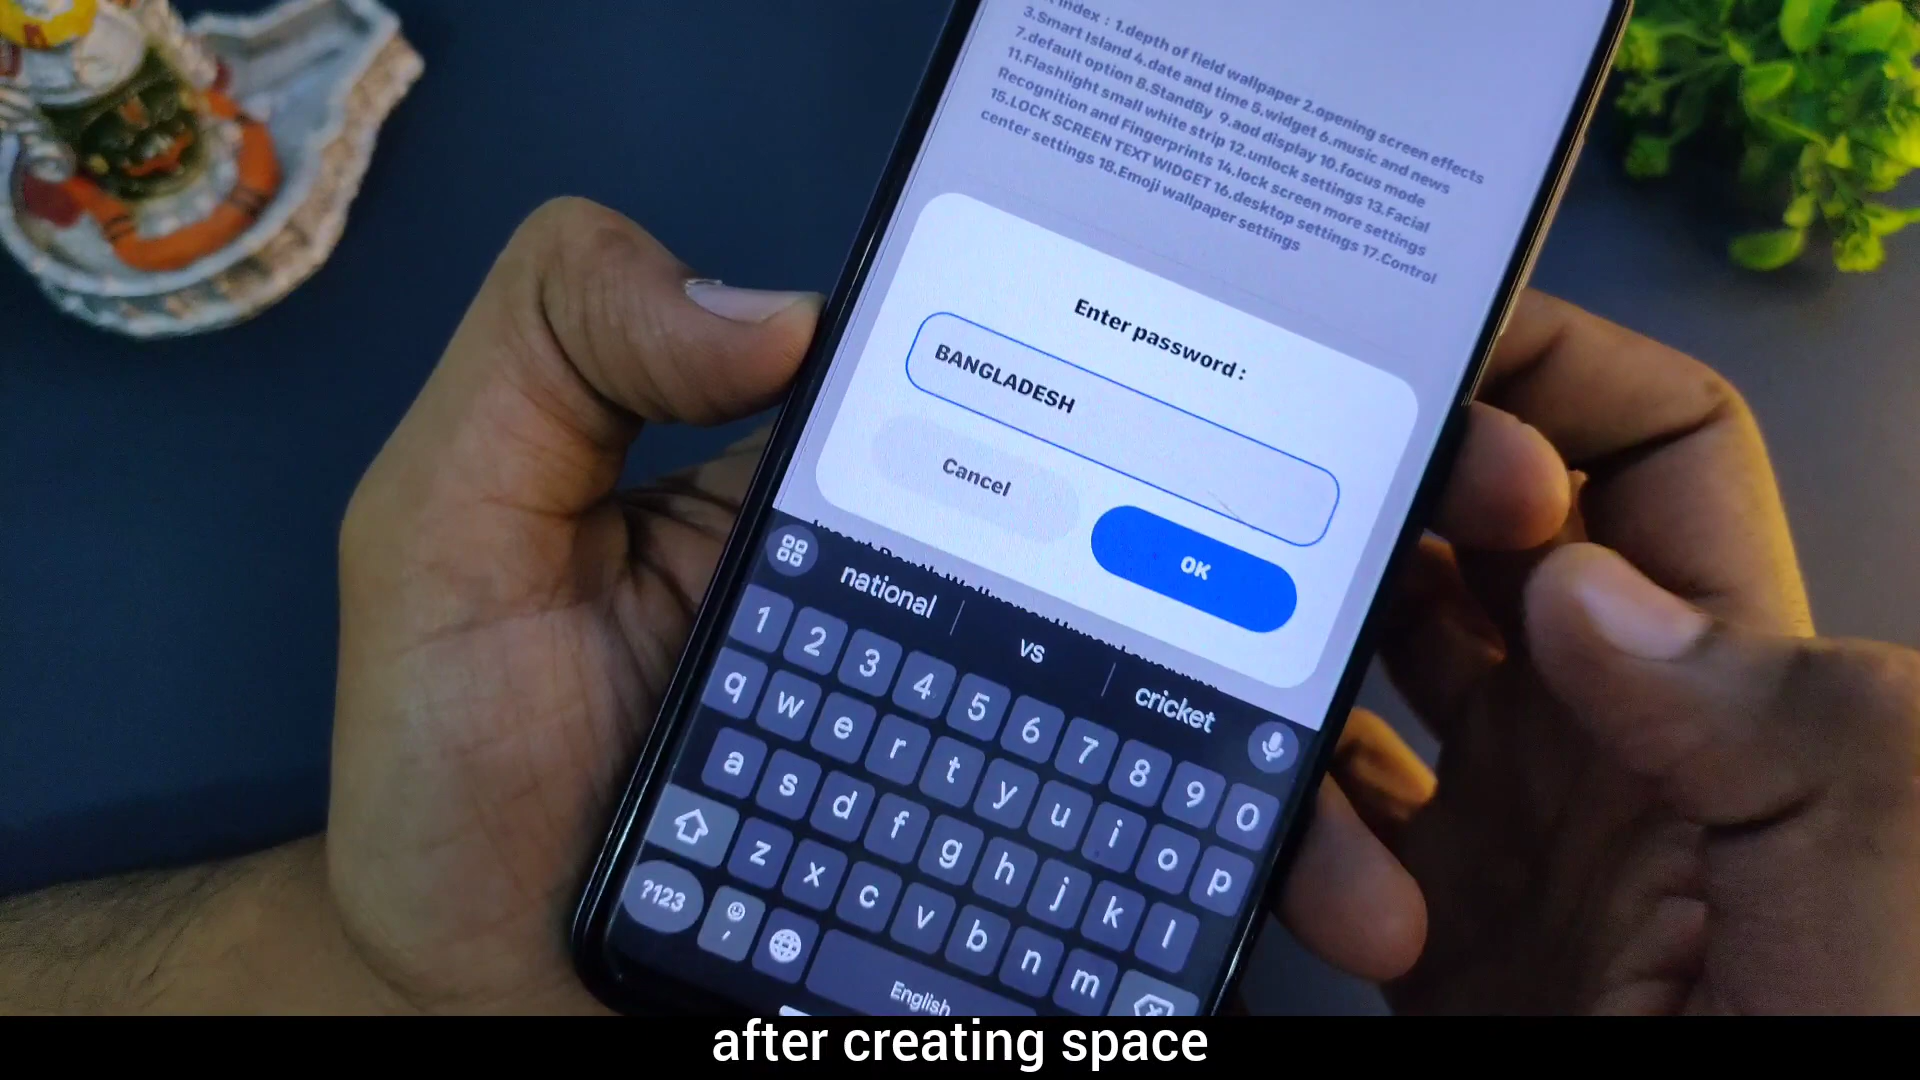 Index : 1.depth of field wallpaper 2.opening screen effects
3.Smart Island 4.date and time 5.widget 6.music and news
7.default option 8.StandBy 9.aod display 10.focus mode
11.Flashlight small white strip 12.unlock settings 13.Facial
Recognition and Fingerprints 14.lock screen more settings
15.LOCK SCREEN TEXT WIDGET 16.desktop settings 17.Control
center settings 18.Emoji wallpaper settings
Enter password :
BANGLADESH
Cancel
OK
national
vs
cricket
1 2 3 4 5 6 7 8 9 0
q w e r t y u i o p
a s d f g h j k l
z x c v b n m
?123
,
English
after creating space